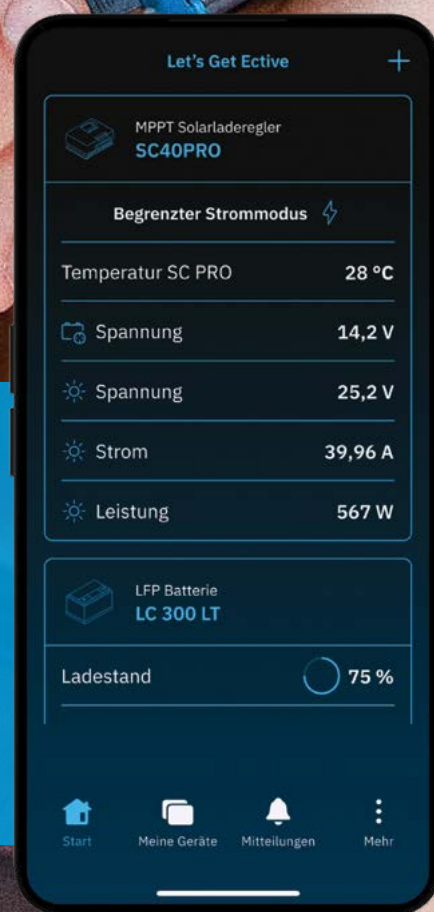 Let's Get Ective
MPPT Solarladeregler
SC40PRO
Begrenzter Strommodus
Temperatur SC PRO 28 °C
Spannung 14,2 V
Spannung 25,2 V
Strom 39,96 A
Leistung 567 W
LFP Batterie
LC 300 LT
Ladestand 75 %
Start Meine Geräte Mitteilungen Mehr